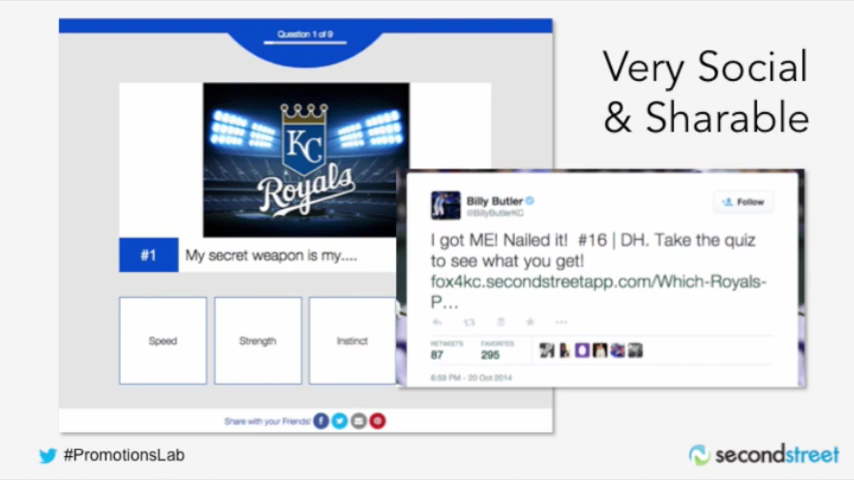 Question 1 of 9
Very Social
& Sharable
KC
Royals
#1
My secret weapon is my....
Speed
Strength
Instinct
Share with your Friends!
Billy Butler
@BillyButlerKC
Follow
I got ME! Nailed it! #16 | DH. Take the quiz
to see what you get!
fox4kc.secondstreetapp.com/Which-Royals-
P...
RETWEETS
FAVORITES
87
295
6:59 PM - 20 Oct 2014
#PromotionsLab
secondstreet